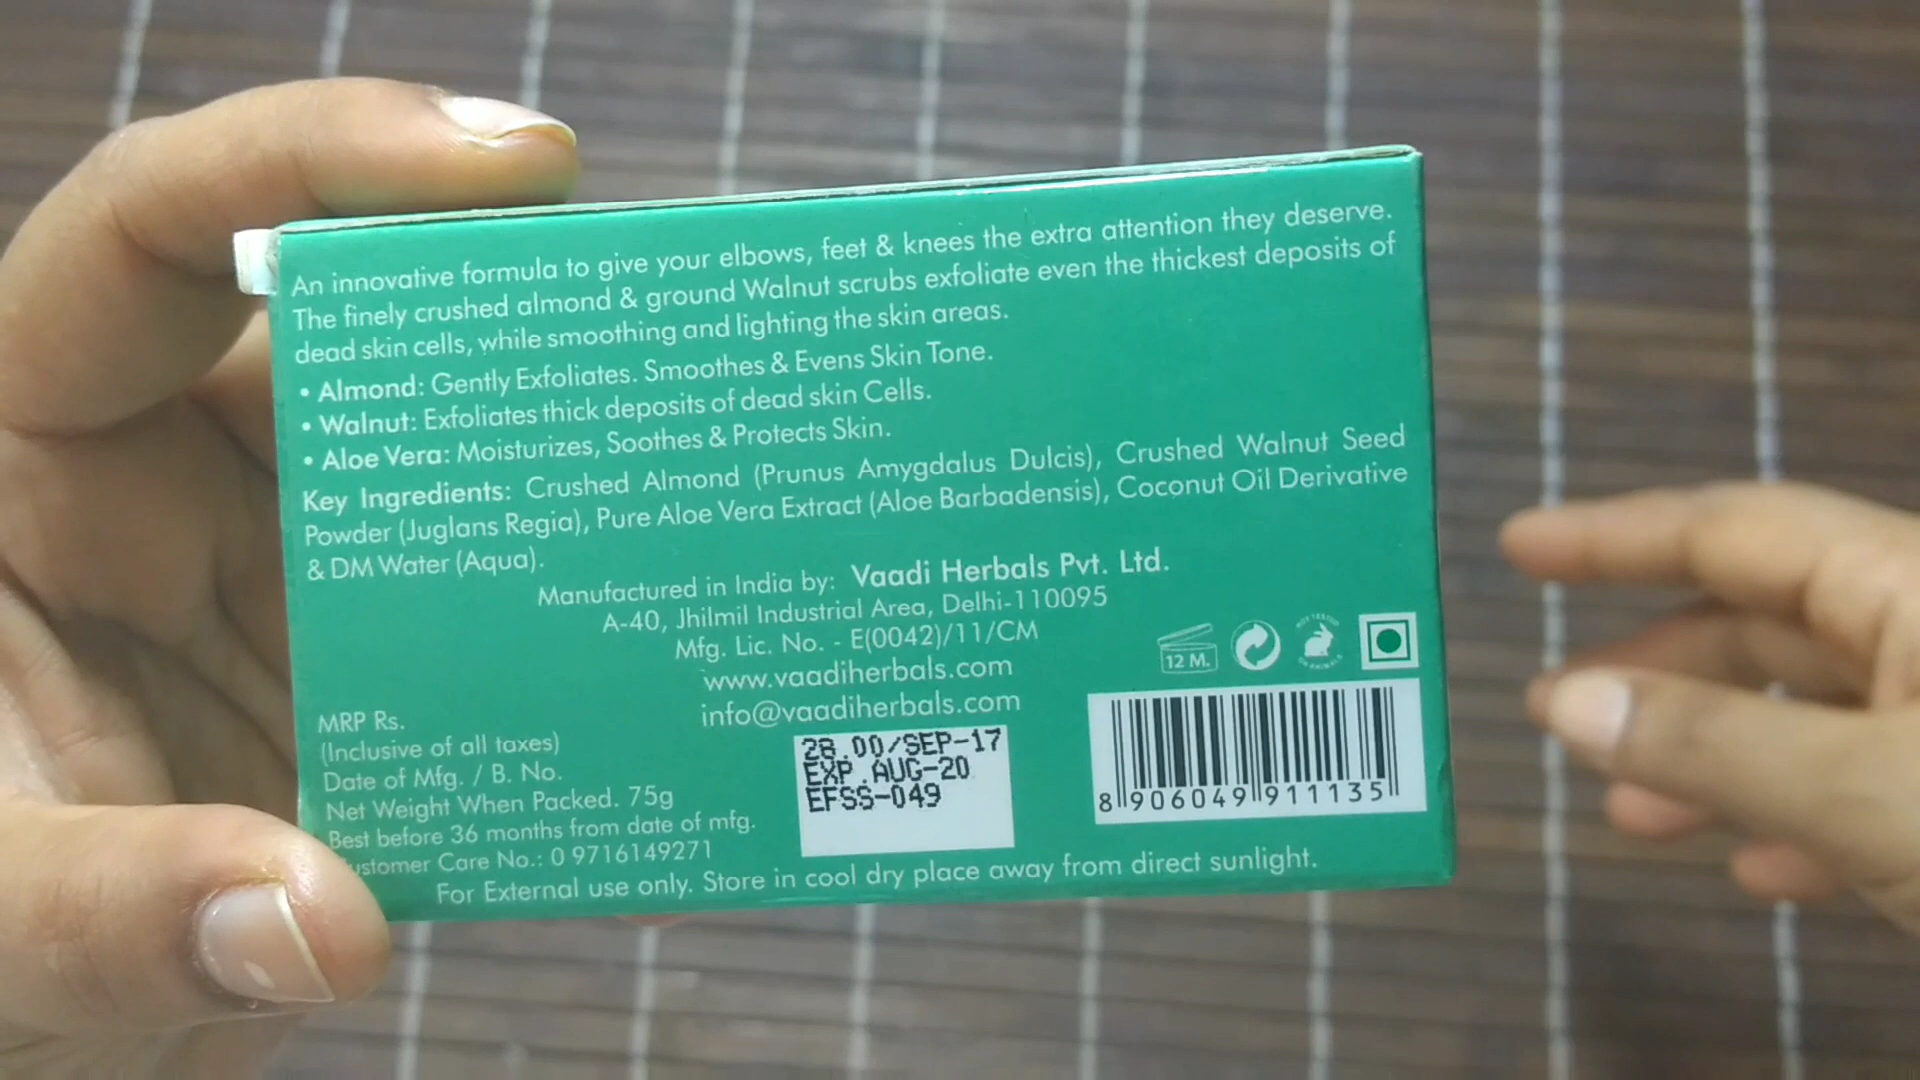 An innovative formula to give your elbows, feet & knees the extra attention they deserve.
The finely crushed almond & ground Walnut scrubs exfoliate even the thickest deposits of
dead skin cells, while smoothing and lighting the skin areas.
• Almond: Gently Exfoliates. Smoothes & Evens Skin Tone.
• Walnut: Exfoliates thick deposits of dead skin Cells.
• Aloe Vera: Moisturizes, Soothes & Protects Skin.
Key Ingredients: Crushed Almond (Prunus Amygdalus Dulcis), Crushed Walnut Seed
Powder (Juglans Regia), Pure Aloe Vera Extract (Aloe Barbadensis), Coconut Oil Derivative
& DM Water (Aqua).
Manufactured in India by: Vaadi Herbals Pvt. Ltd.
A-40, Jhilmil Industrial Area, Delhi-110095
Mfg. Lic. No. - E(0042)/11/CM
www.vaadiherbals.com
info@vaadiherbals.com
12 M.
NOT TESTED
ON ANIMALS
MRP Rs.
(Inclusive of all taxes)
Date of Mfg. / B. No.
Net Weight When Packed. 75g
Best before 36 months from date of mfg.
ustomer Care No.: 0 9716149271
28.00/SEP-17
EXP.AUG-20
EFSS-049
8 906049 911135
For External use only. Store in cool dry place away from direct sunlight.